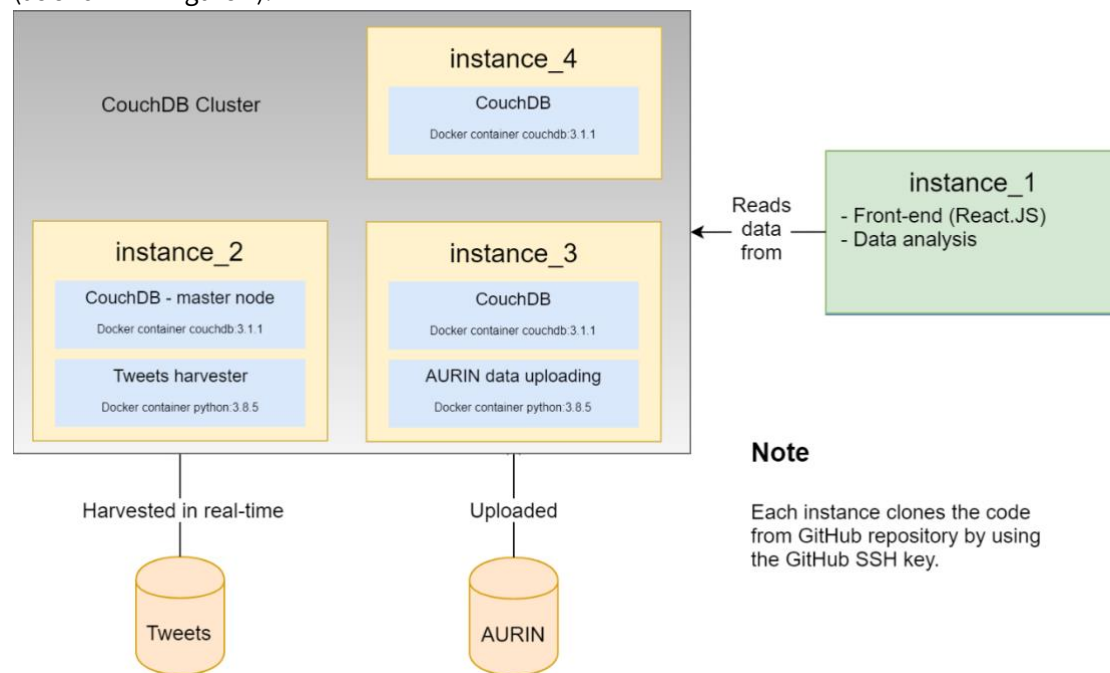 instance_4
CouchDB
Docker container couchdb:3.1.1
CouchDB Cluster
instance_2
CouchDB - master node
Docker container couchdb:3.1.1
Tweets harvester
Docker container python:3.8.5
instance_3
CouchDB
Docker container couchdb:3.1.1
AURIN data uploading
Docker container python:3.8.5
Reads
data
from
instance_1
- Front-end (React.JS)
- Data analysis
Harvested in real-time
Uploaded
Tweets
AURIN
Note
Each instance clones the code
from GitHub repository by using
the GitHub SSH key.